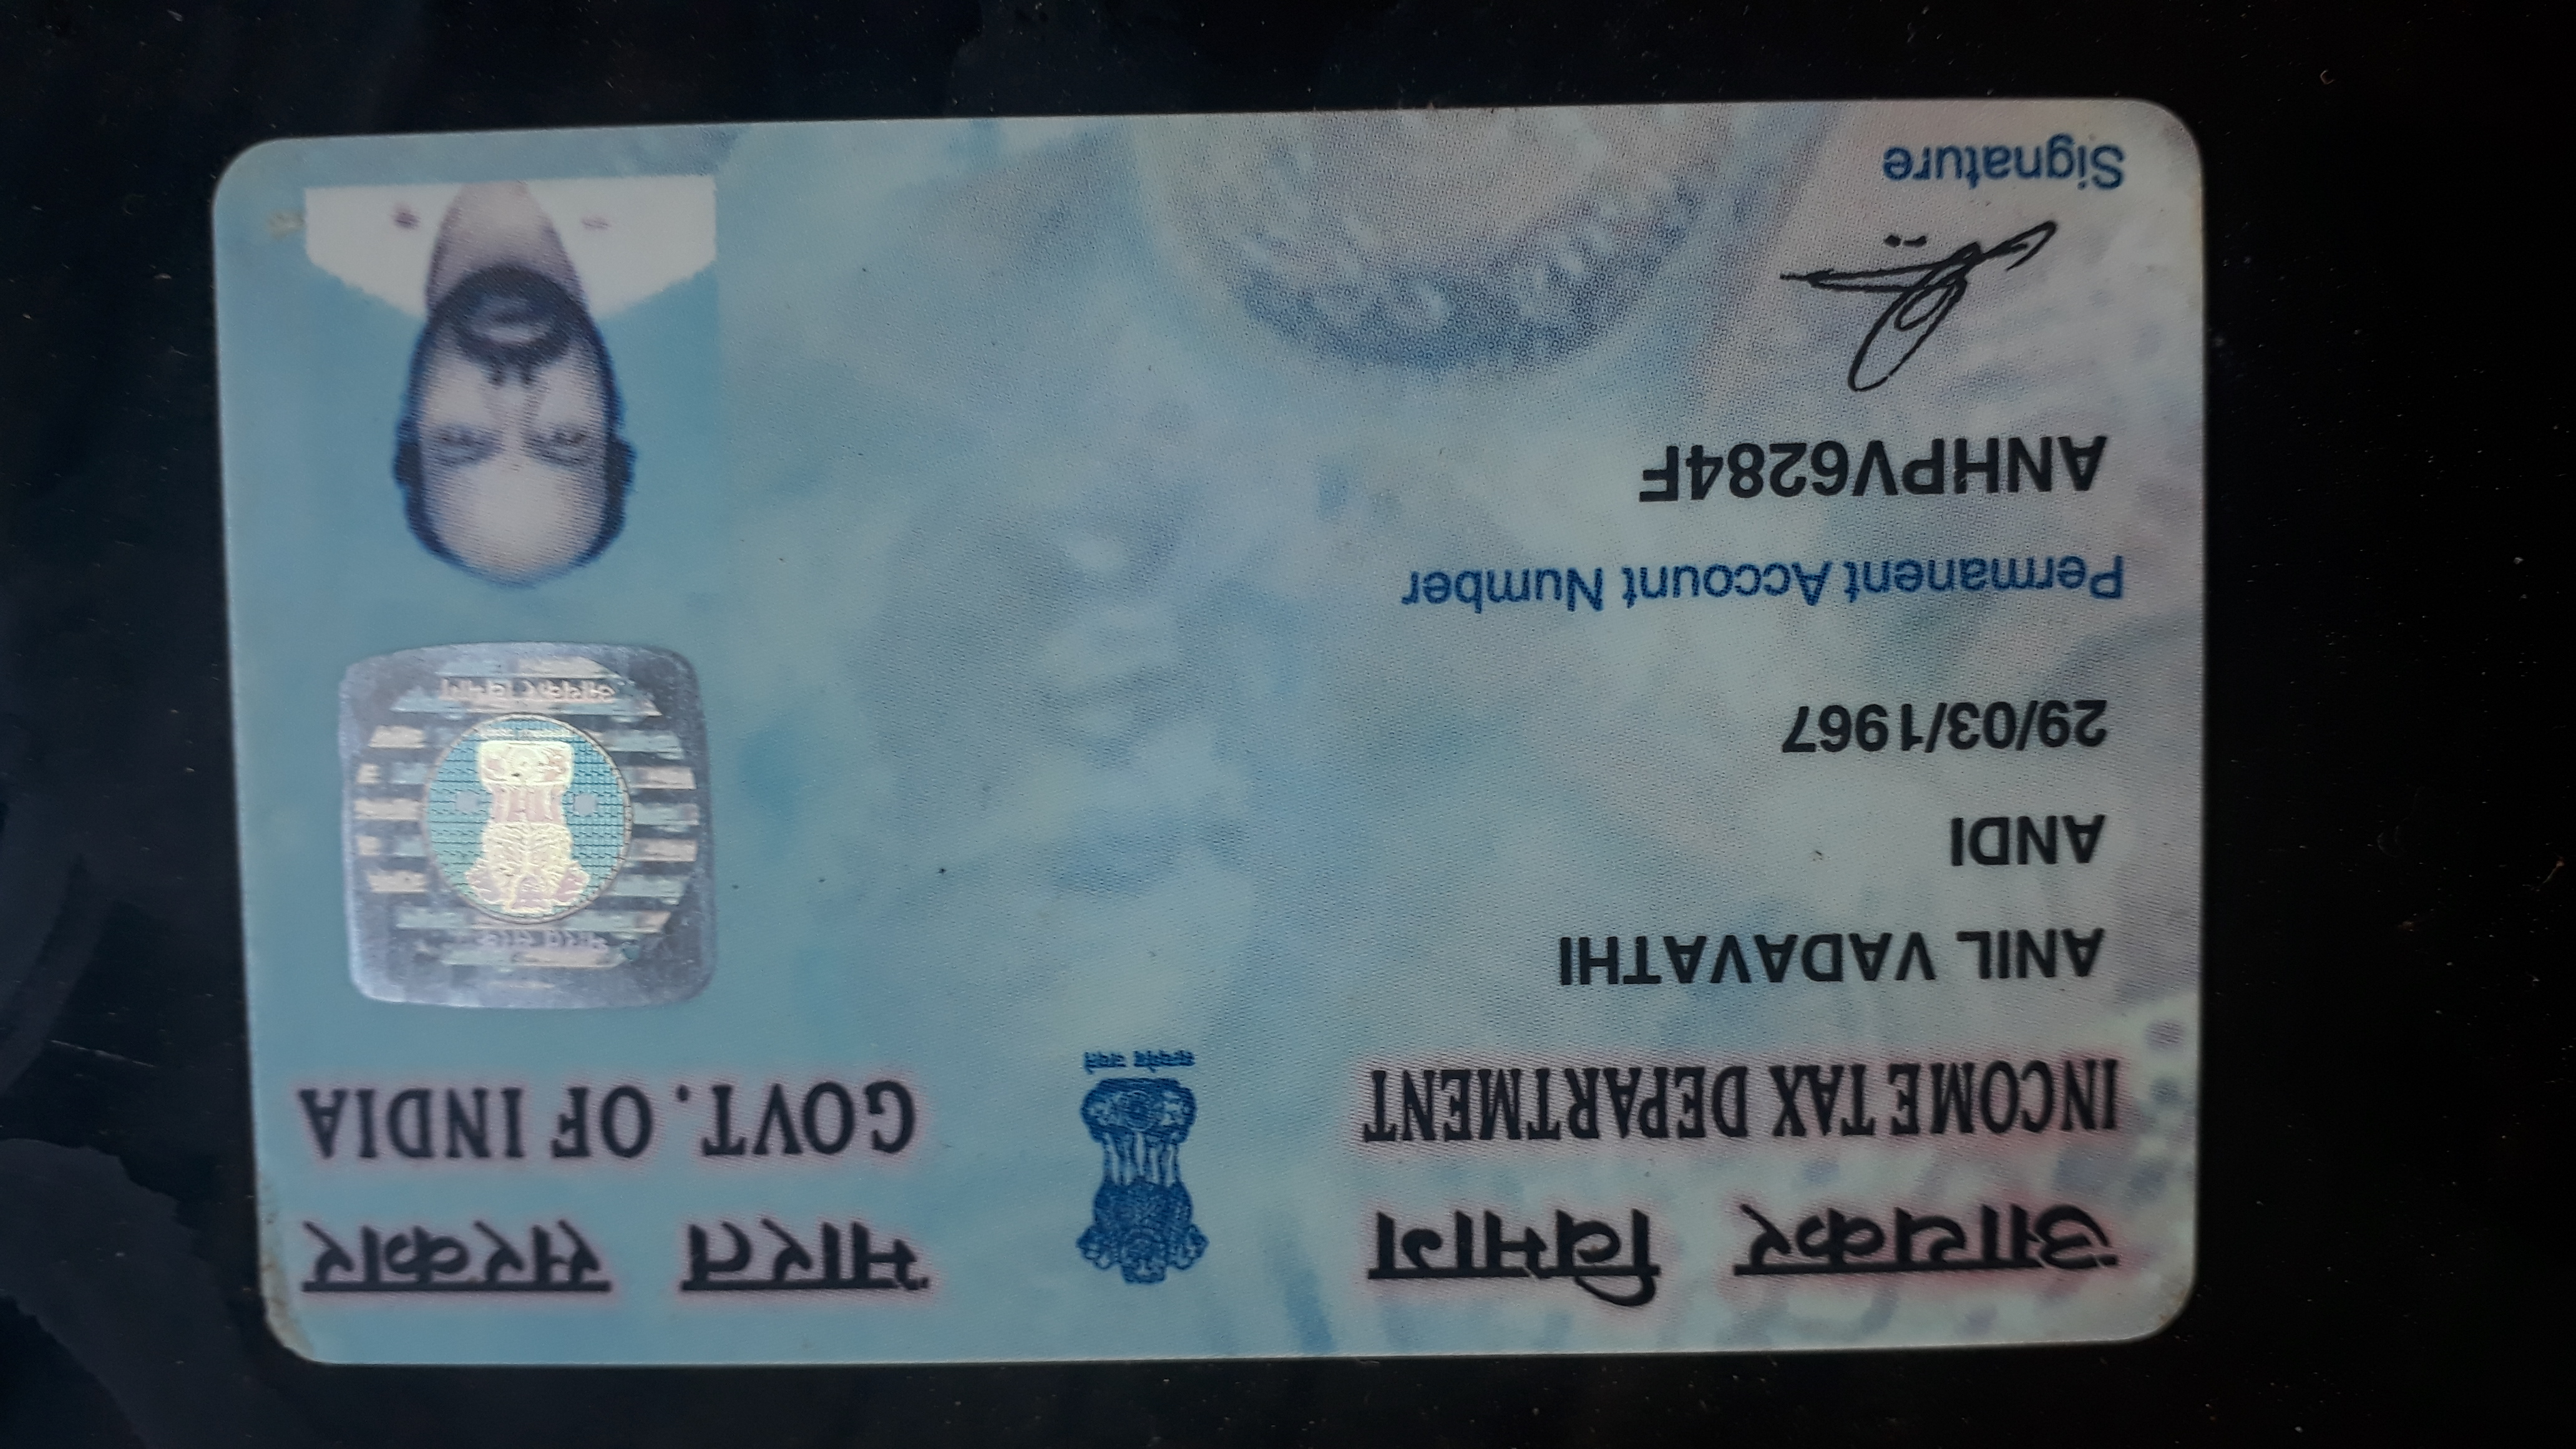 आयकर विभाग
INCOME TAX DEPARTMENT
सत्यमेव जयते
भारत सरकार
GOVT. OF INDIA
ANIL VADAVATHI
ANDI
29/03/1967
Permanent Account Number
ANHPV6284F
Signature
आयकर विभाग